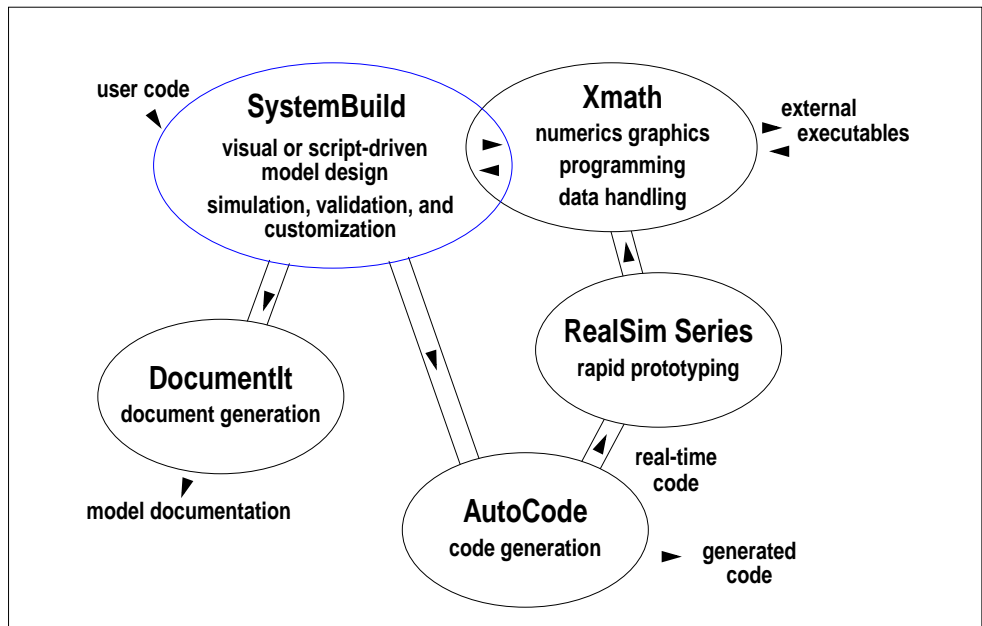 user code
SystemBuild
visual or script-driven
model design
simulation, validation, and
customization
Xmath
numerics graphics
programming
data handling
external
executables
DocumentIt
document generation
model documentation
RealSim Series
rapid prototyping
real-time
code
AutoCode
code generation
generated
code